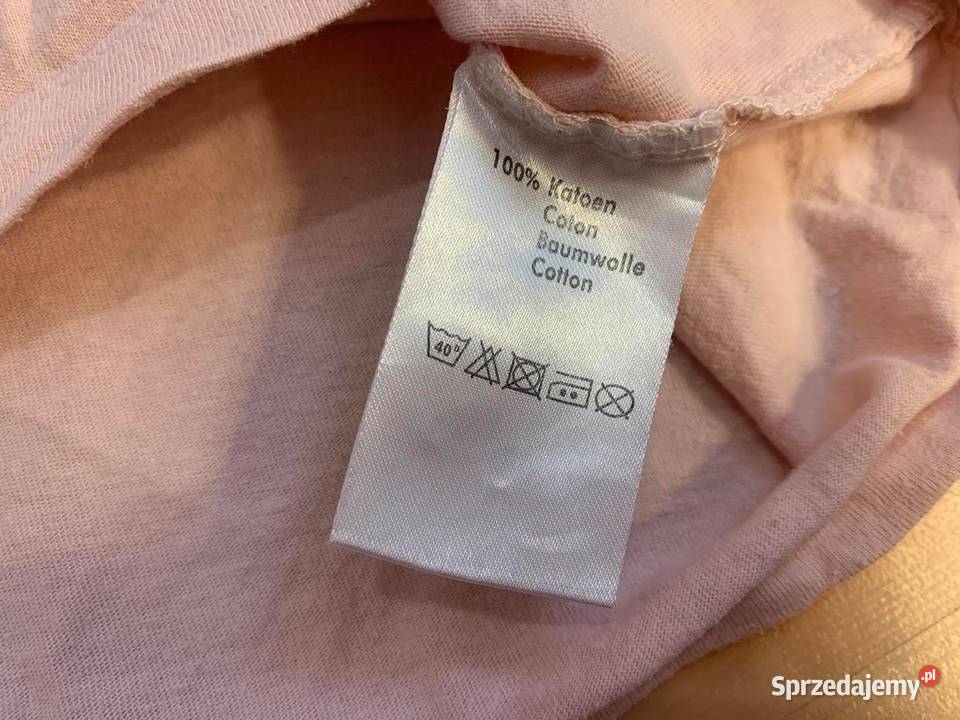 100% Katoen
Coton
Baumwolle
Cotton
40°
Sprzedajemy.pl